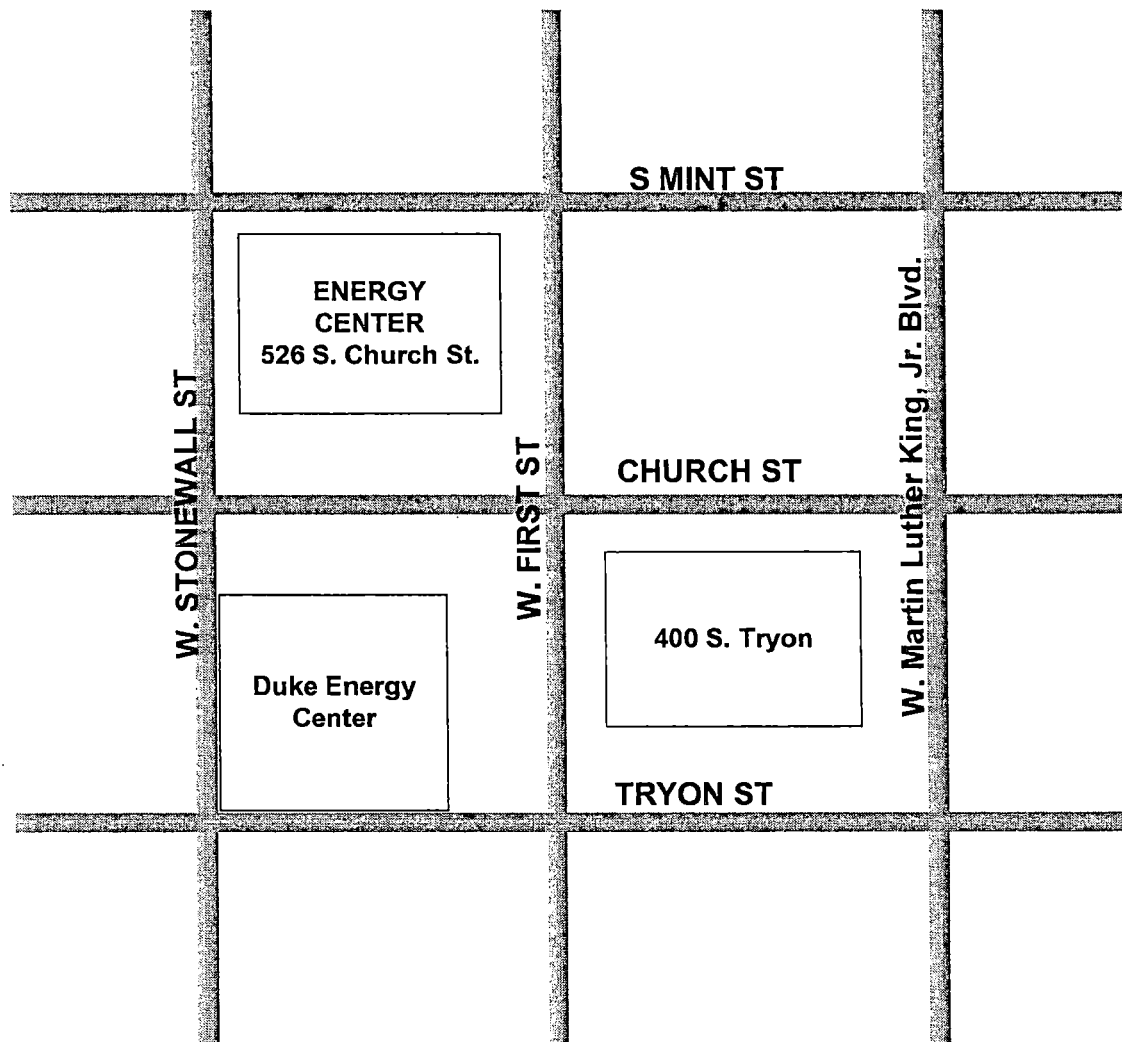 S MINT ST
ENERGY
CENTER
526 S. Church St.
W. Martin Luther King, Jr. Blvd.
W. STONEWALL ST
W. FIRST ST
CHURCH ST
400 S. Tryon
Duke Energy
Center
TRYON ST